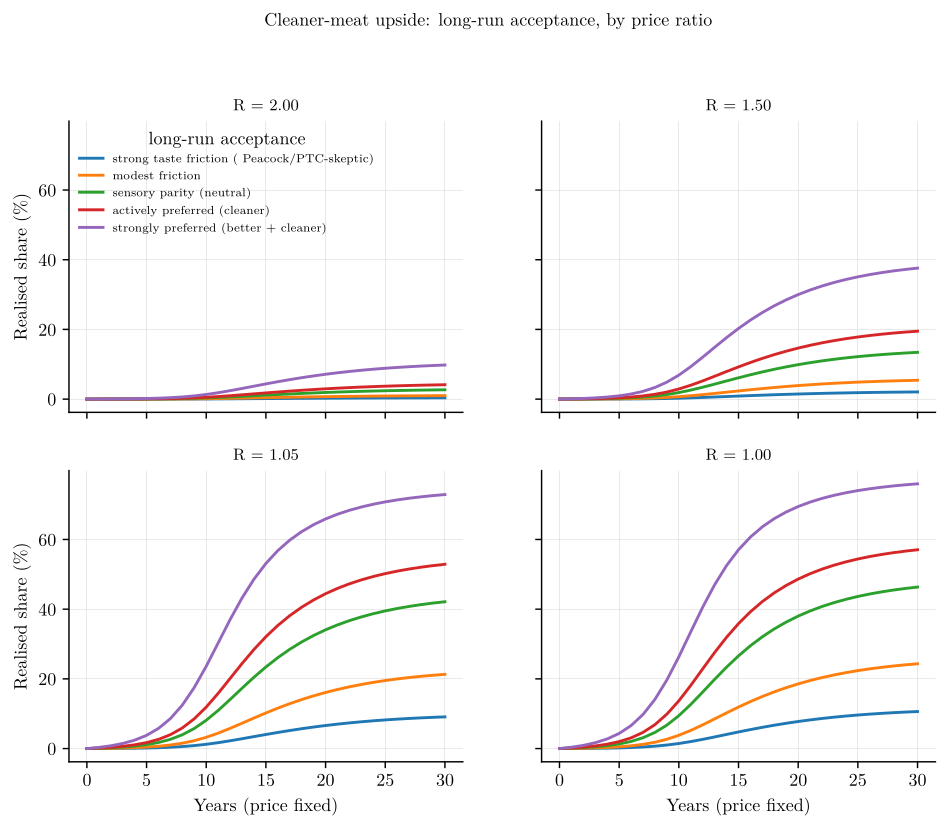 Cleaner-meat upside: long-run acceptance, by price ratio
R = 2.00
R = 1.50
long-run acceptance
strong taste friction ( Peacock/PTC-skeptic)
modest friction
sensory parity (neutral)
actively preferred (cleaner)
strongly preferred (better + cleaner)
Realised share (%)
60
40
20
0
R = 1.05
R = 1.00
Realised share (%)
60
40
20
0
0 5 10 15 20 25 30
0 5 10 15 20 25 30
Years (price fixed)
Years (price fixed)